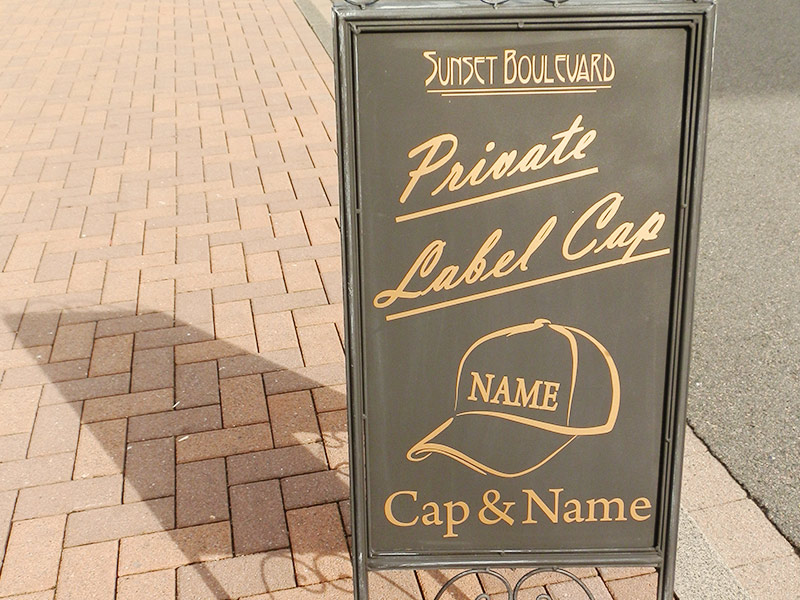 SUNSET BOULEVARD
Private
Label Cap
NAME
Cap & Name